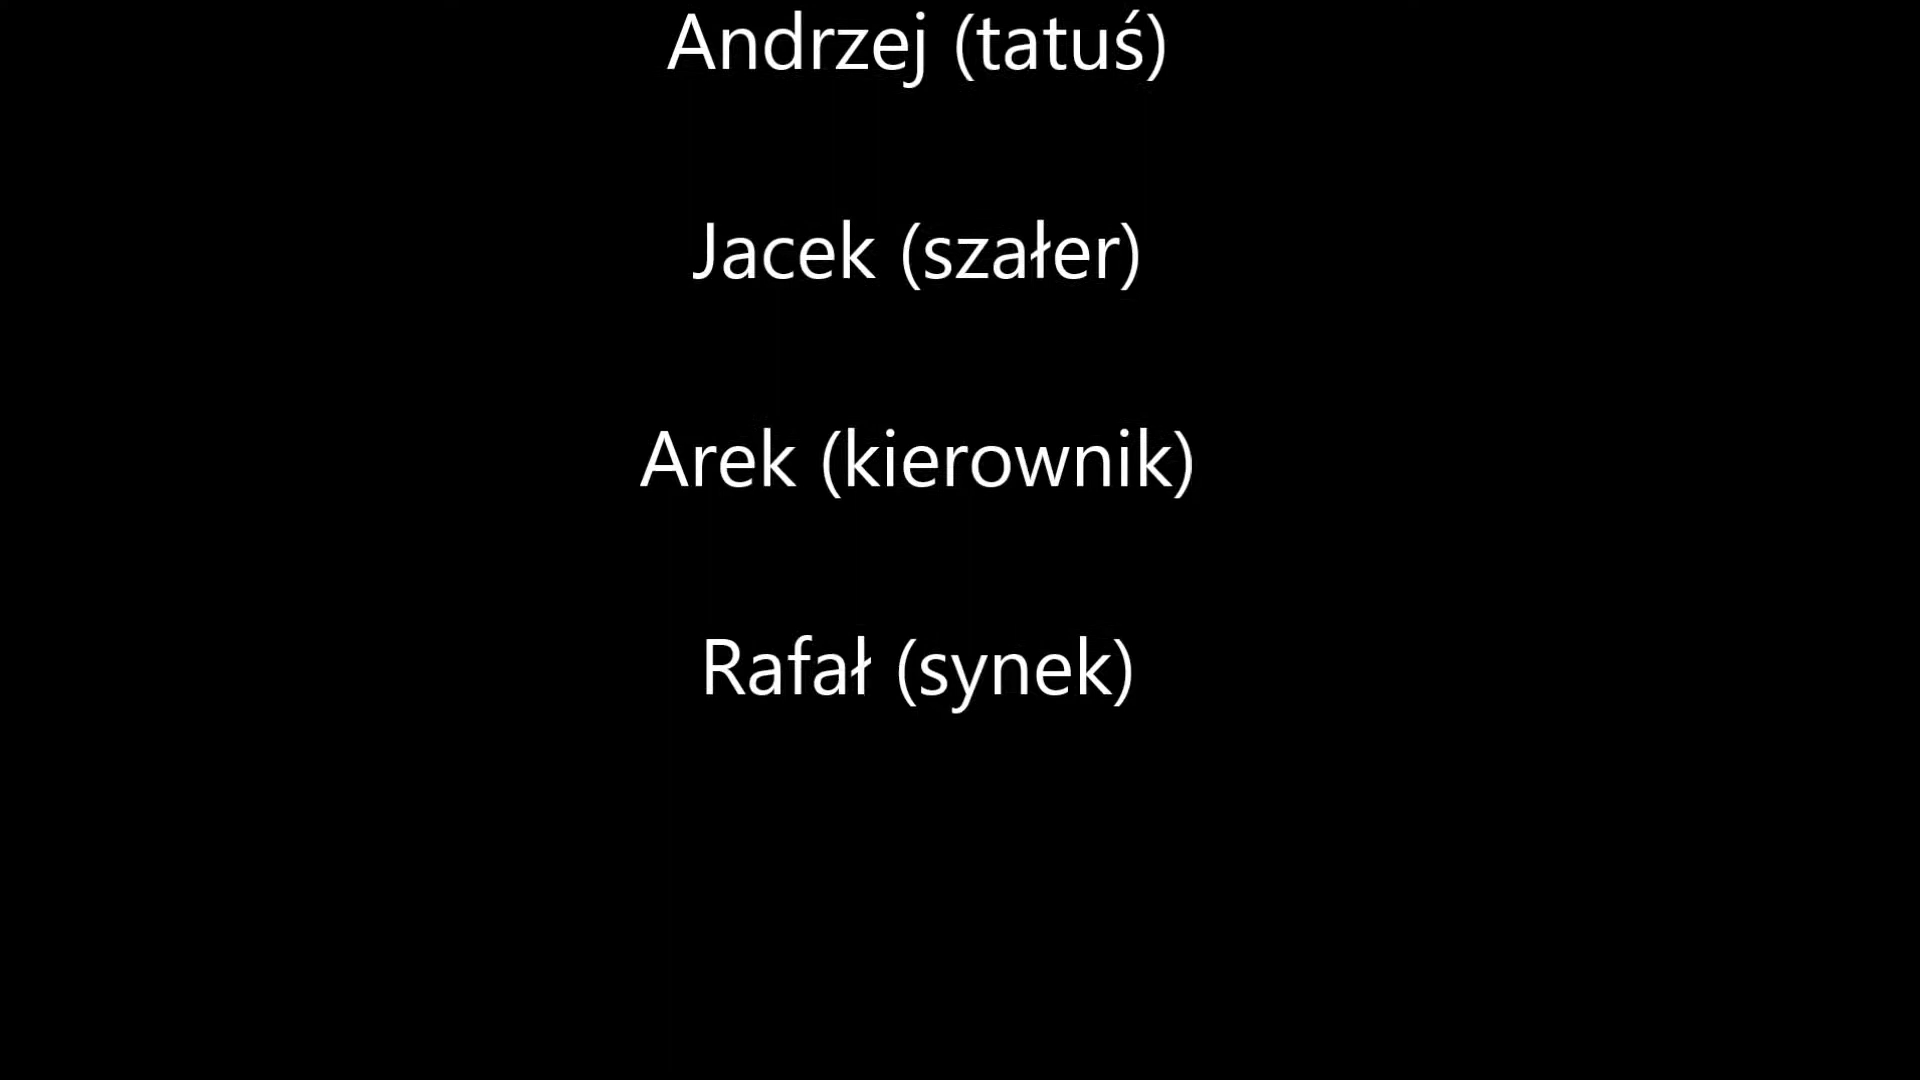 Andrzej (tatuś)
Jacek (szałer)
Arek (kierownik)
Rafał (synek)